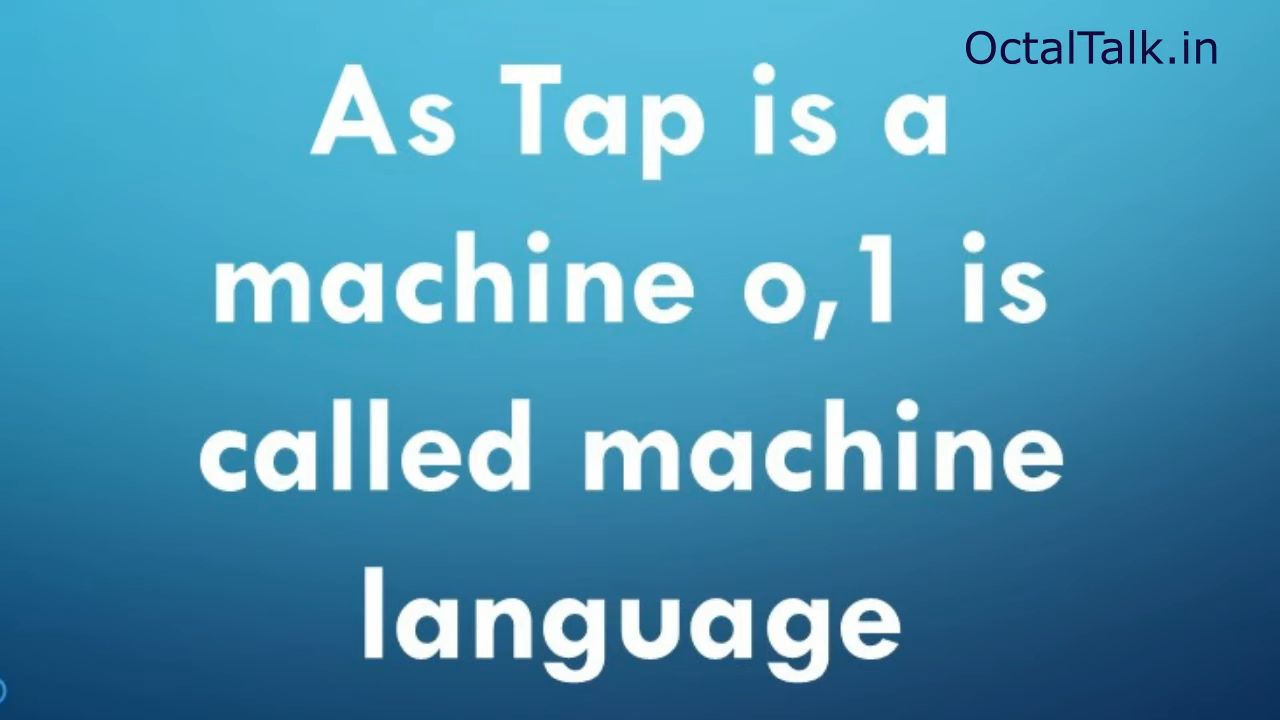 OctalTalk.in
As Tap is a
machine o,1 is
called machine
language